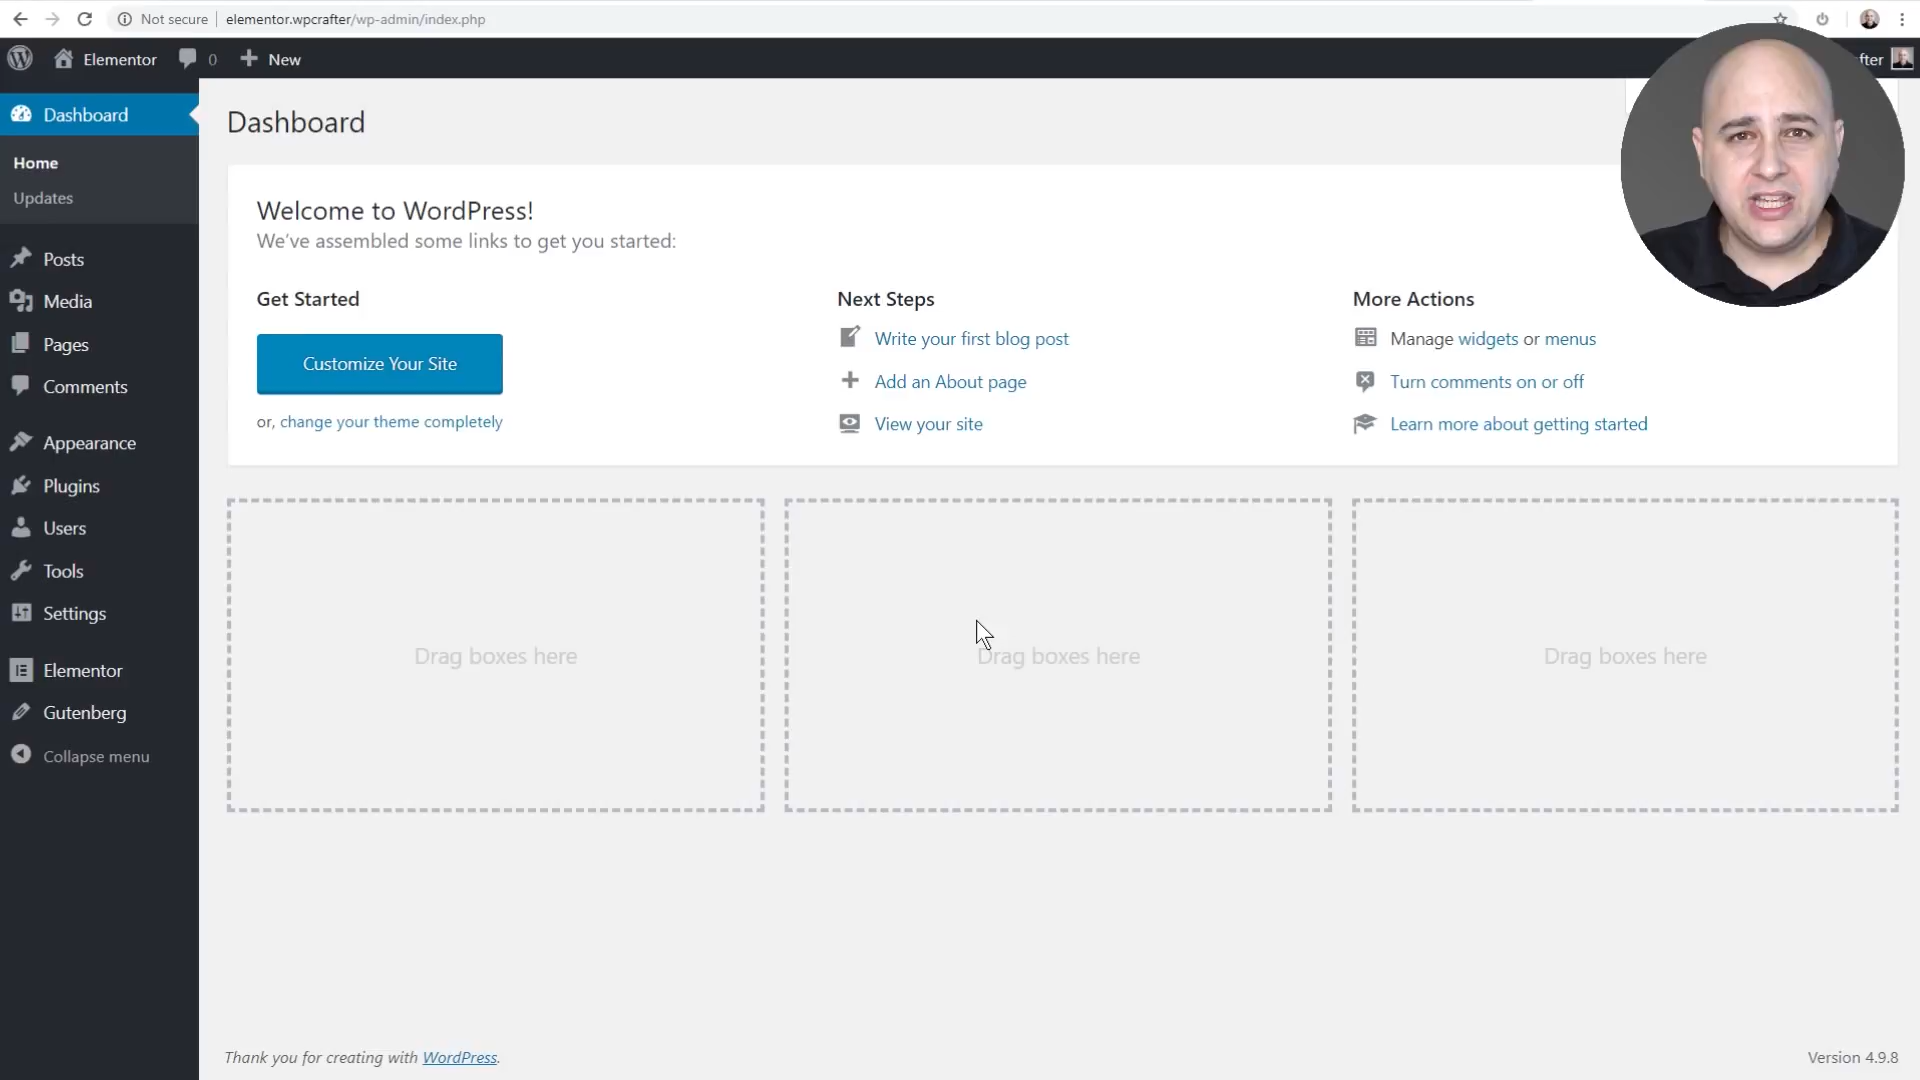 Not secure elementor.wpcrafter/wp-admin/index.php
Elementor 0 New fter
Dashboard
Home
Updates
Posts
Media
Pages
Comments
Appearance
Plugins
Users
Tools
Settings
Elementor
Gutenberg
Collapse menu
Dashboard
Welcome to WordPress!
We've assembled some links to get you started:
Get Started
Customize Your Site
or, change your theme completely
Next Steps
Write your first blog post
Add an About page
View your site
More Actions
Manage widgets or menus
Turn comments on or off
Learn more about getting started
Drag boxes here
Drag boxes here
Drag boxes here
Thank you for creating with WordPress.
Version 4.9.8